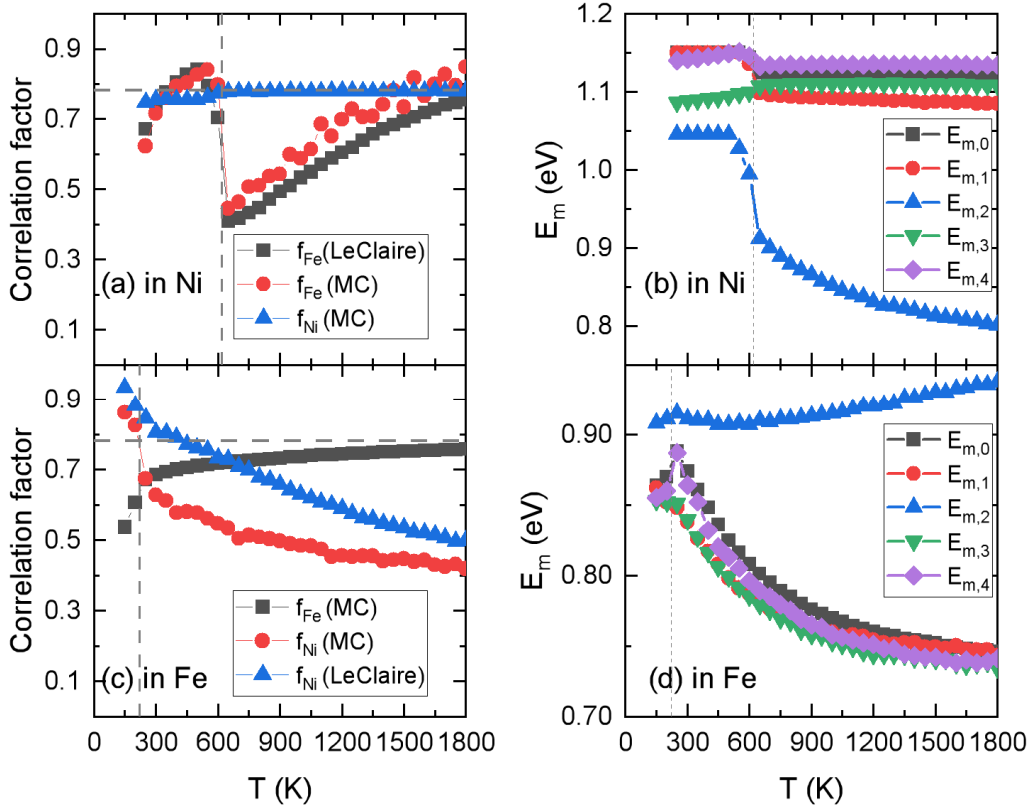 0.9
0.7
0.5
0.3
0.1
Correlation factor
(a) in Ni
f_Fe (LeClaire)
f_Fe (MC)
f_Ni (MC)
1.2
1.1
1.0
0.9
0.8
E_m (eV)
(b) in Ni
E_m,0
E_m,1
E_m,2
E_m,3
E_m,4
0.9
0.7
0.5
0.3
0.1
Correlation factor
(c) in Fe
f_Fe (MC)
f_Ni (MC)
f_Ni (LeClaire)
0 300 600 900 1200 1500 1800
T (K)
0.90
0.80
0.70
E_m (eV)
(d) in Fe
E_m,0
E_m,1
E_m,2
E_m,3
E_m,4
0 300 600 900 1200 1500 1800
T (K)